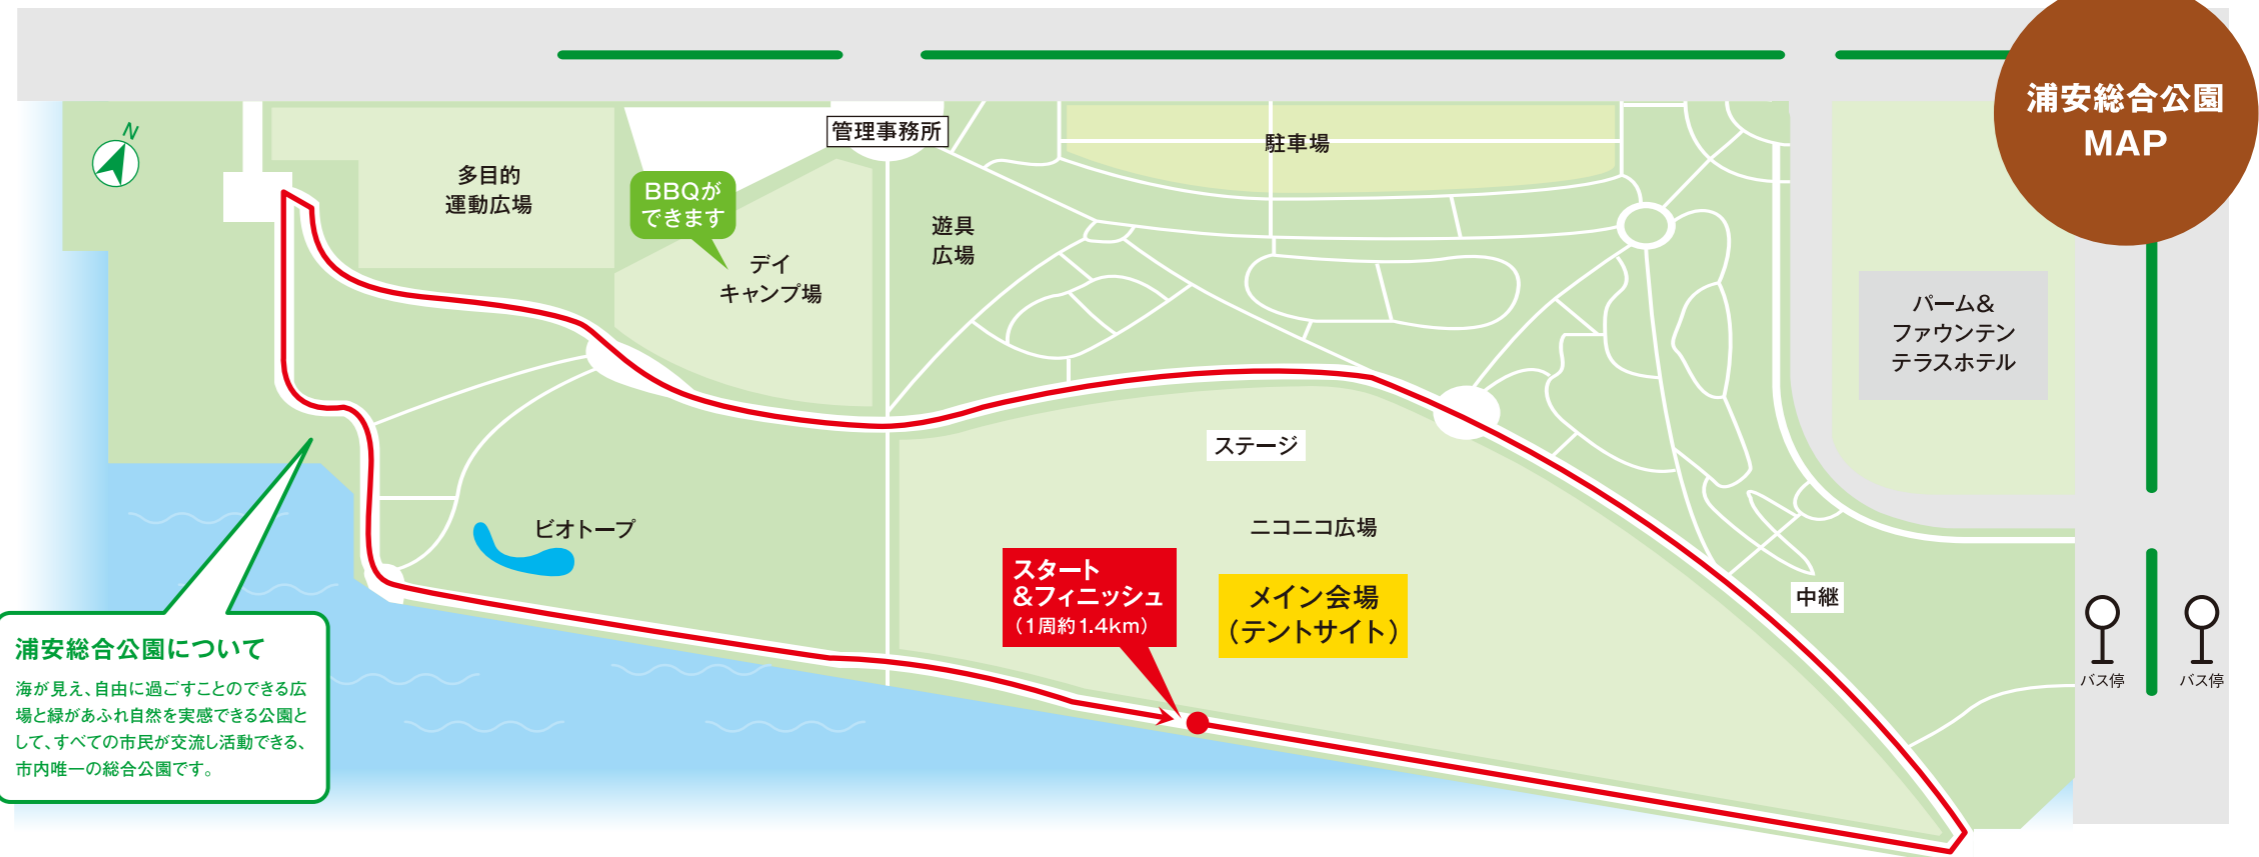 浦安総合公園
MAP
N
管理事務所
駐車場
多目的
運動広場
BBQが
できます
デイ
キャンプ場
遊具
広場
パーム&
ファウンテン
テラスホテル
ステージ
ニコニコ広場
ビオトープ
スタート
&フィニッシュ
(1周約1.4km)
メイン会場
(テントサイト)
中継
バス停
バス停
浦安総合公園について
海が見え、自由に過ごすことのできる広
場と緑があふれ自然を実感できる公園と
して、すべての市民が交流し活動できる、
市内唯一の総合公園です。